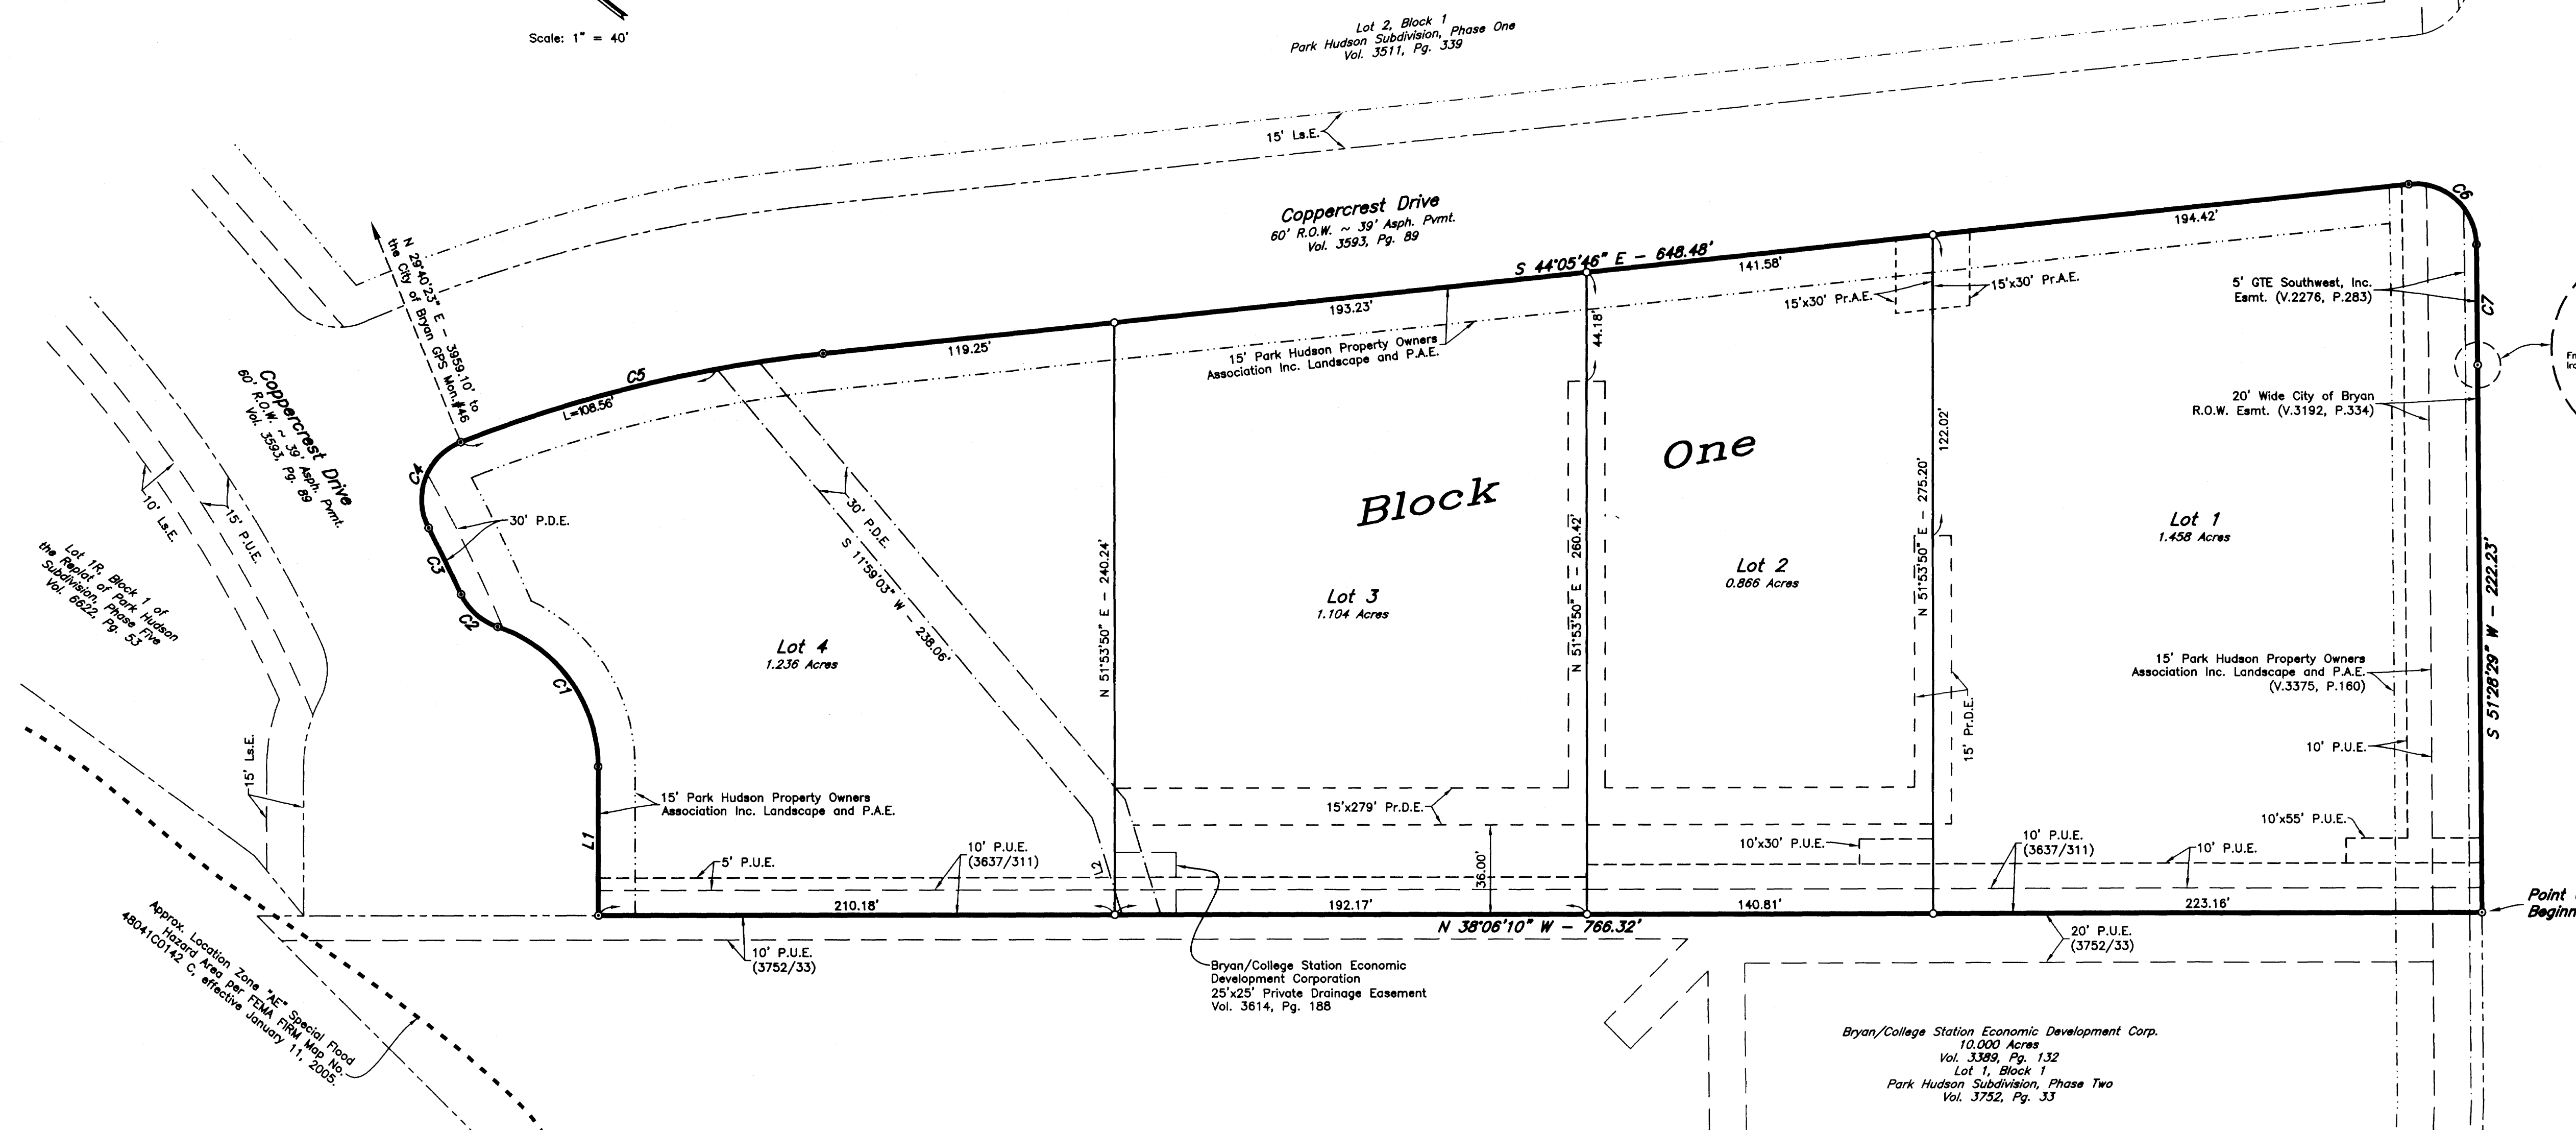 Scale: 1" = 40'
Lot 2, Block 1
Park Hudson Subdivision, Phase One
Vol. 3511, Pg. 339
15' Ls.E.
Coppercrest Drive
60' R.O.W. ~ 39' Asph. Pvmt.
Vol. 3593, Pg. 89
S 44°05'46" E - 648.48'
119.25'
193.23'
141.58'
194.42'
C6
C7
N 29°40'23" E - 3959.10' to
the City of Bryan GPS Mon.#46
C5
L=108.56'
C4
C3
C2
C1
L1
L2
Coppercrest Drive
60' R.O.W. ~ 39' Asph. Pvmt.
Vol. 3593, Pg. 89
10' Ls.E.
15' P.U.E.
Lot 1R, Block 1 of
the Replat of Park Hudson
Subdivision, Phase Five
Vol. 6622, Pg. 53
15' Ls.E.
30' P.D.E.
30' P.D.E.
S 11°59'03" W - 238.06'
Lot 4
1.236 Acres
N 51°53'50" E - 240.24'
15' Park Hudson Property Owners
Association Inc. Landscape and P.A.E.
Block One
44.18'
15'x30' Pr.A.E.
15'x30' Pr.A.E.
5' GTE Southwest, Inc.
Esmt. (V.2276, P.283)
20' Wide City of Bryan
R.O.W. Esmt. (V.3192, P.334)
122.02'
Lot 3
1.104 Acres
N 51°53'50" E - 260.42'
Lot 2
0.866 Acres
N 51°53'50" E - 275.20'
Lot 1
1.458 Acres
S 51°28'29" W - 222.23'
15' Park Hudson Property Owners
Association Inc. Landscape and P.A.E.
(V.3375, P.160)
10' P.U.E.
15' Pr.D.E.
15' Park Hudson Property Owners
Association Inc. Landscape and P.A.E.
15'x279' Pr.D.E.
10'x30' P.U.E.
10'x55' P.U.E.
5' P.U.E.
10' P.U.E.
(3637/311)
36.00'
10' P.U.E.
(3637/311)
10' P.U.E.
210.18'
192.17'
140.81'
223.16'
N 38°06'10" W - 766.32'
Point
Beginn
10' P.U.E.
(3752/33)
20' P.U.E.
(3752/33)
Bryan/College Station Economic
Development Corporation
25'x25' Private Drainage Easement
Vol. 3614, Pg. 188
Approx. Location Zone "AE" Special Flood
Hazard Area per FEMA FIRM Map No.
48041C0142 C, effective January 11, 2005.
Bryan/College Station Economic Development Corp.
10.000 Acres
Vol. 3389, Pg. 132
Lot 1, Block 1
Park Hudson Subdivision, Phase Two
Vol. 3752, Pg. 33